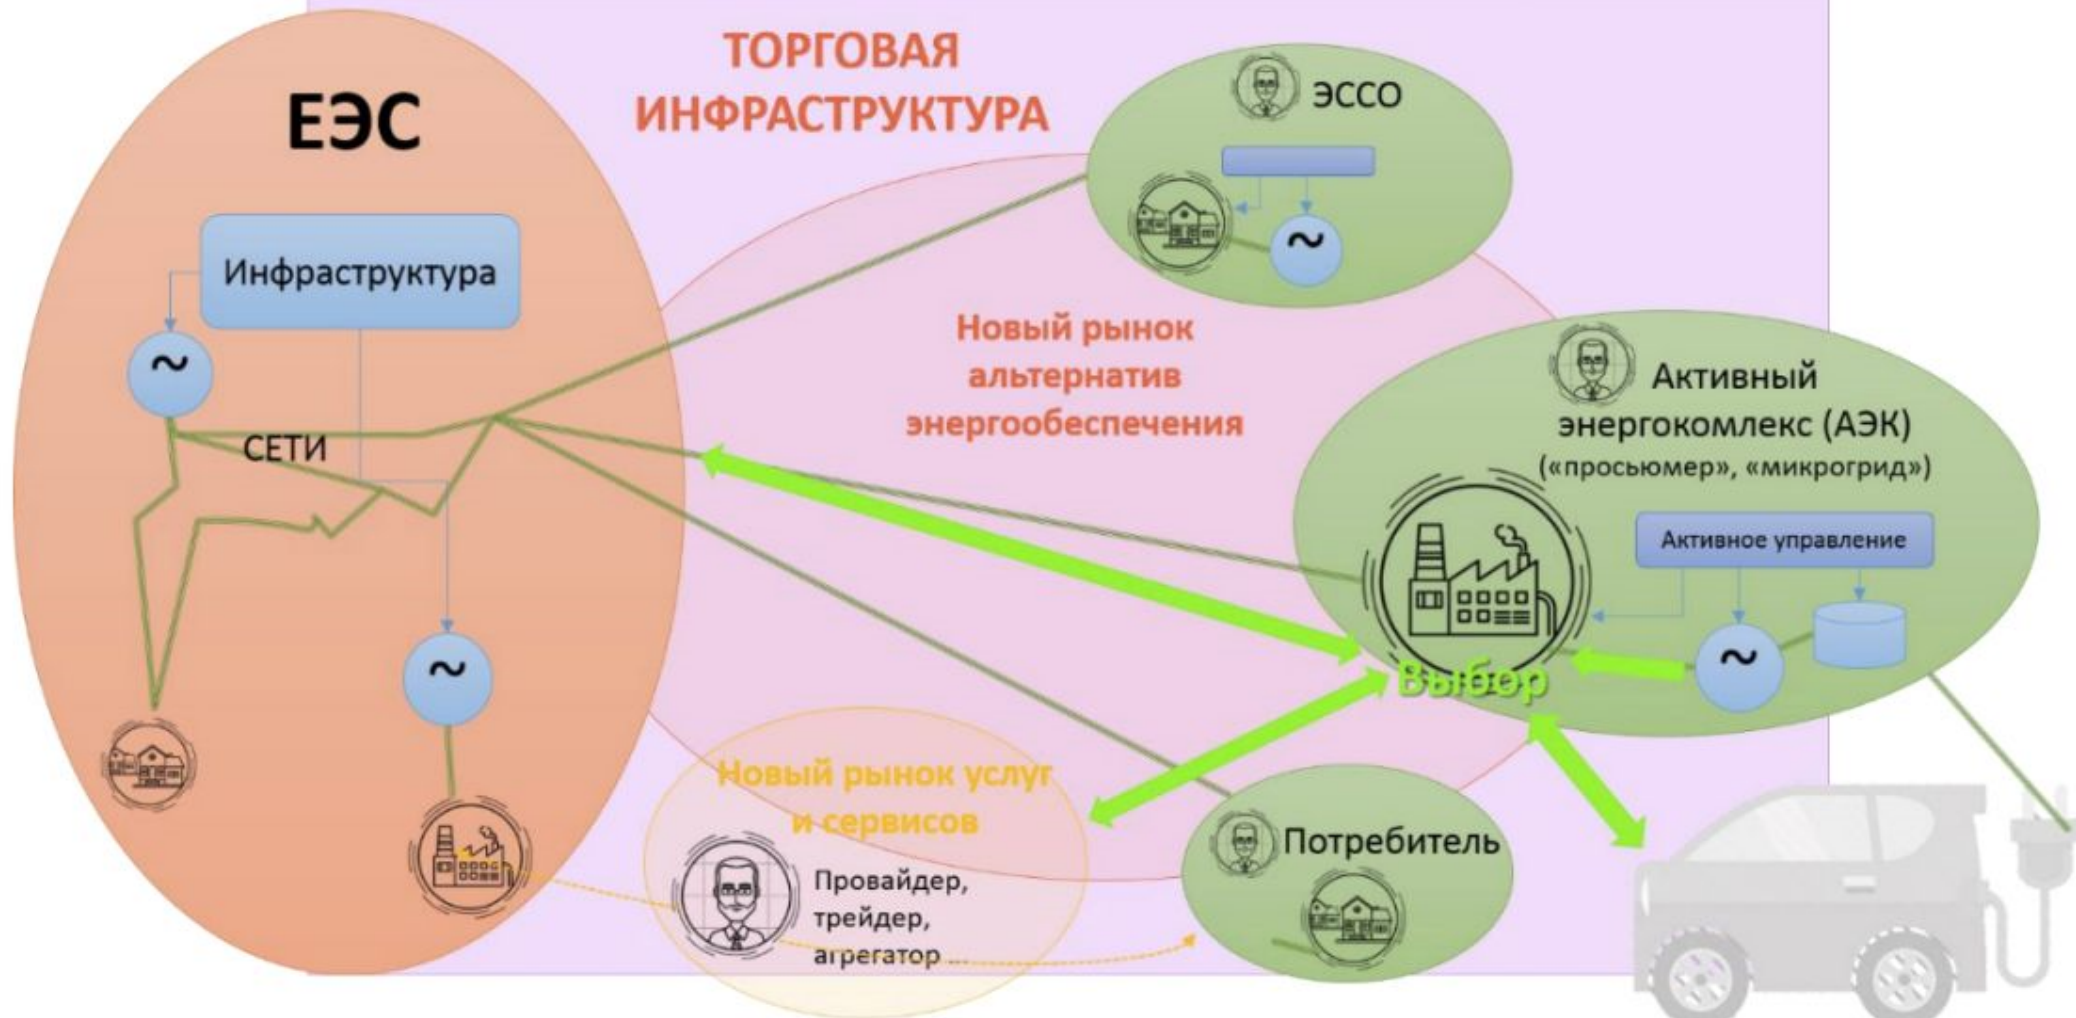 ЕЭС
Инфраструктура
~
СЕТИ
~
ТОРГОВАЯ
ИНФРАСТРУКТУРА
ЭССО
~
Новый рынок
альтернатив
энергообеспечения
Активный
энергокомплекс (АЭК)
(«просьюмер», «микрогрид»)
Активное управление
~
Выбор
Новый рынок услуг
и сервисов
Провайдер,
трейдер,
агрегатор ...
Потребитель